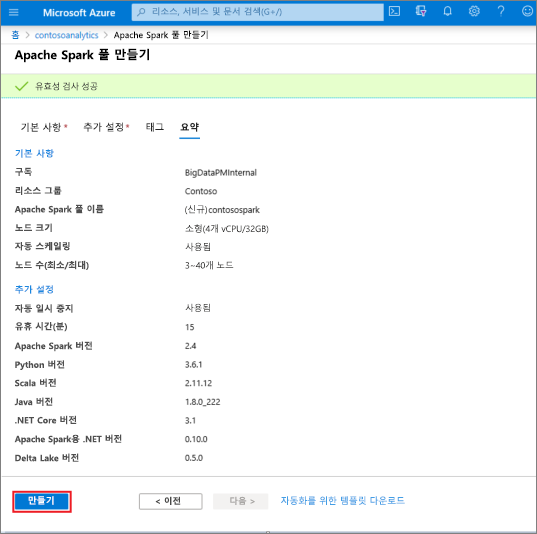 Microsoft Azure 리소스, 서비스 및 문서 검색(G+/)
홈 > contosoanalytics > Apache Spark 풀 만들기
Apache Spark 풀 만들기
유효성 검사 성공
기본 사항 * 추가 설정 * 태그 요약
기본 사항
구독 BigDataPMInternal
리소스 그룹 Contoso
Apache Spark 풀 이름 (신규)contosospark
노드 크기 소형(4개 vCPU/32GB)
자동 스케일링 사용됨
노드 수(최소/최대) 3~40개 노드
추가 설정
자동 일시 중지 사용됨
유휴 시간(분) 15
Apache Spark 버전 2.4
Python 버전 3.6.1
Scala 버전 2.11.12
Java 버전 1.8.0_222
.NET Core 버전 3.1
Apache Spark용 .NET 버전 0.10.0
Delta Lake 버전 0.5.0
만들기 < 이전 다음 > 자동화를 위한 템플릿 다운로드